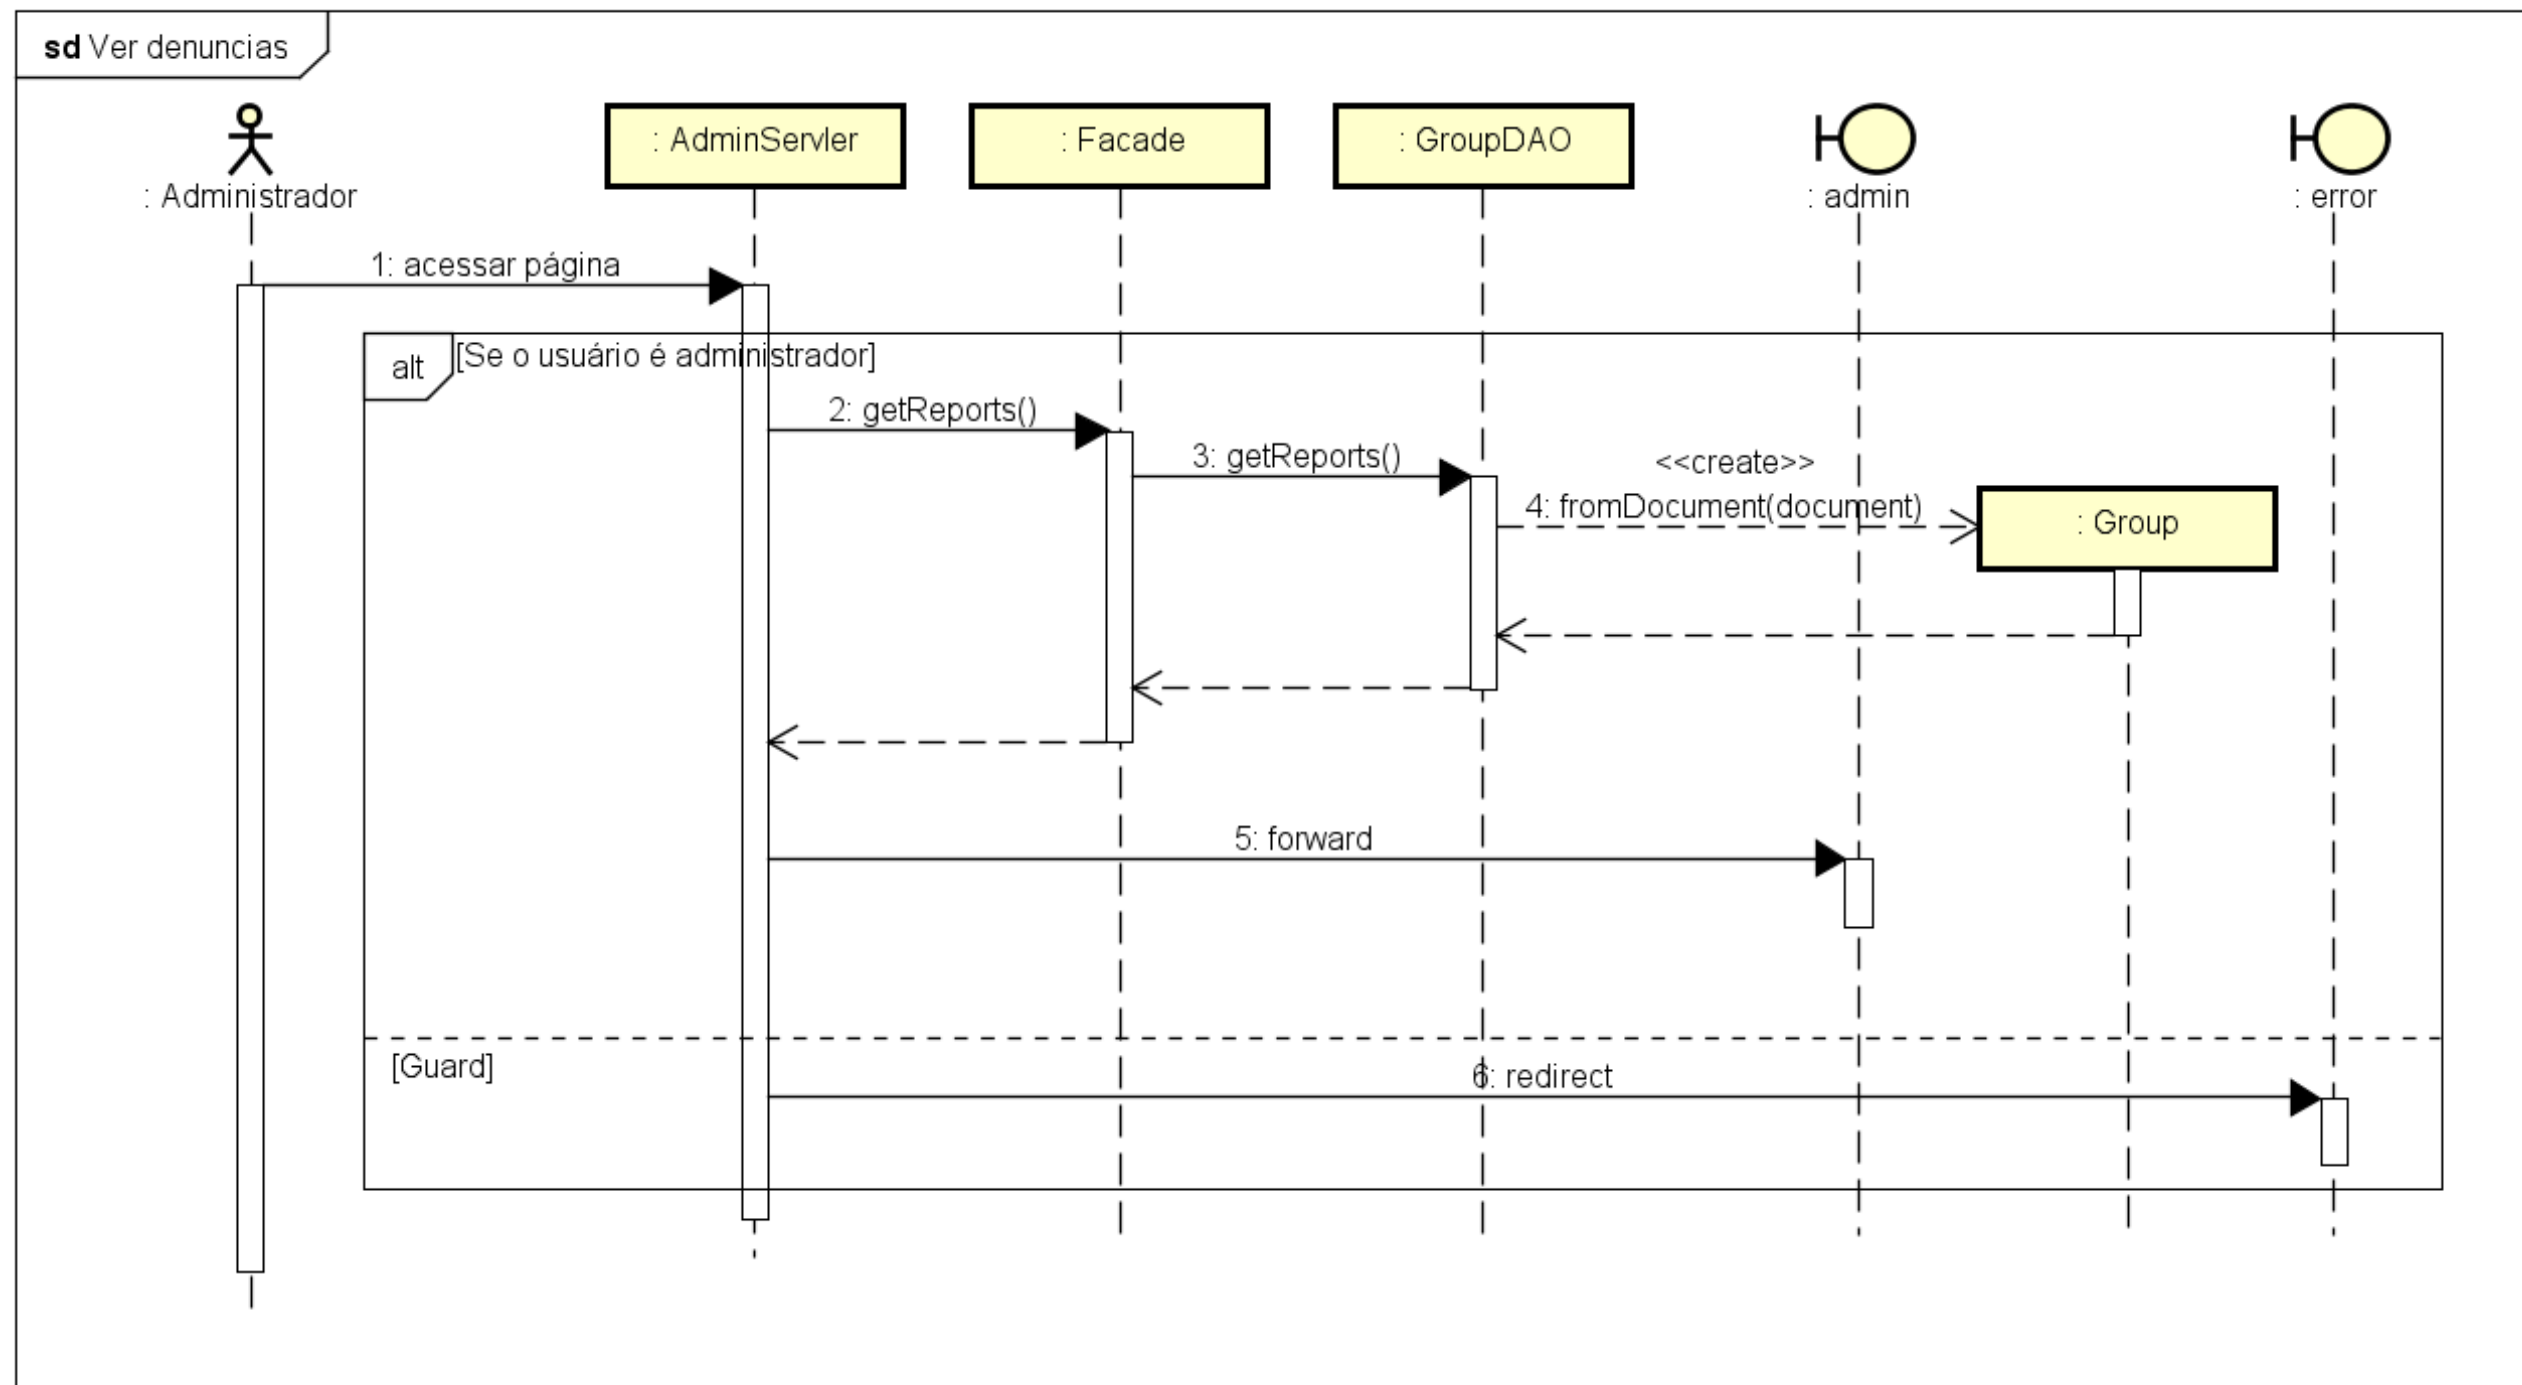 sd Ver denuncias
: Administrador
: AdminServler
: Facade
: GroupDAO
: admin
: error
1: acessar página
alt
[Se o usuário é administrador]
2: getReports()
3: getReports()
<<create>>
4: fromDocument(document)
: Group
5: forward
[Guard]
6: redirect